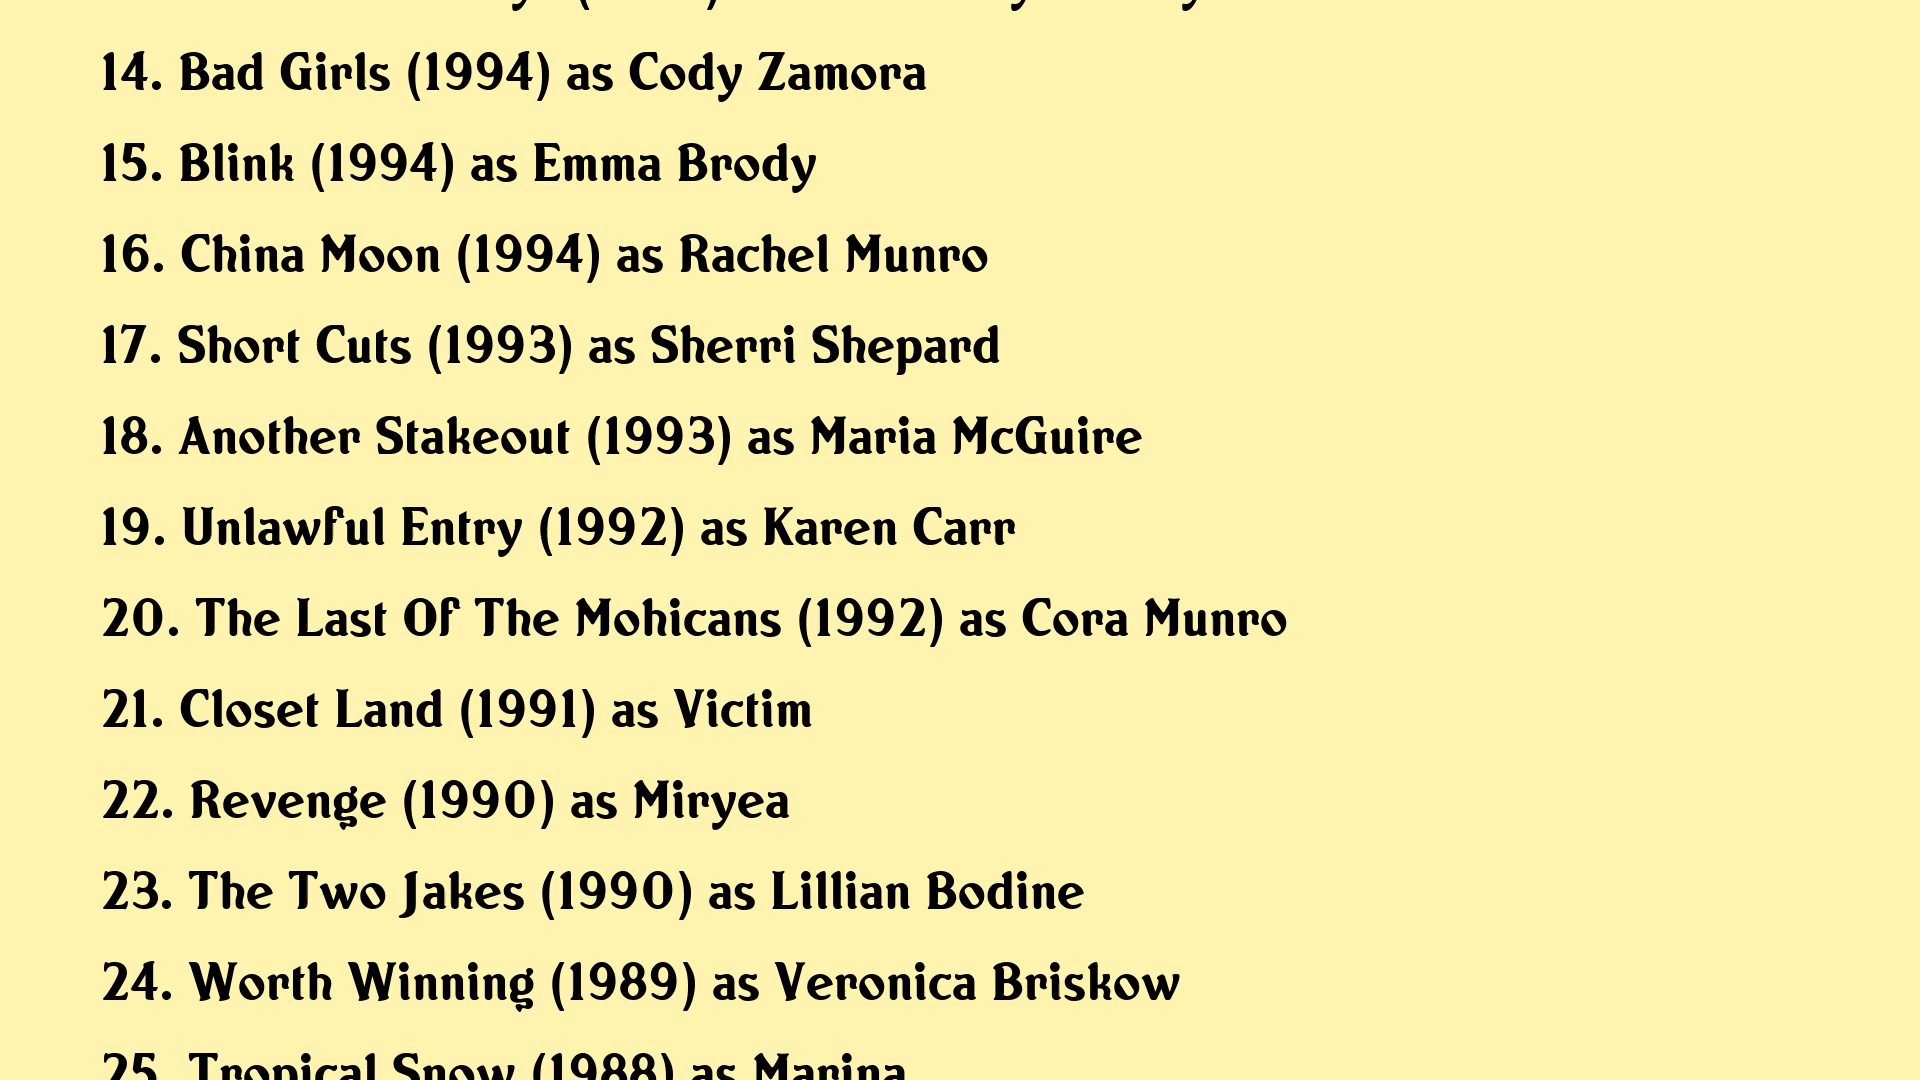 14. Bad Girls (1994) as Cody Zamora
15. Blink (1994) as Emma Brody
16. China Moon (1994) as Rachel Munro
17. Short Cuts (1993) as Sherri Shepard
18. Another Stakeout (1993) as Maria McGuire
19. Unlawful Entry (1992) as Karen Carr
20. The Last Of The Mohicans (1992) as Cora Munro
21. Closet Land (1991) as Victim
22. Revenge (1990) as Miryea
23. The Two Jakes (1990) as Lillian Bodine
24. Worth Winning (1989) as Veronica Briskow
25. Tropical Snow (1988) as Marina